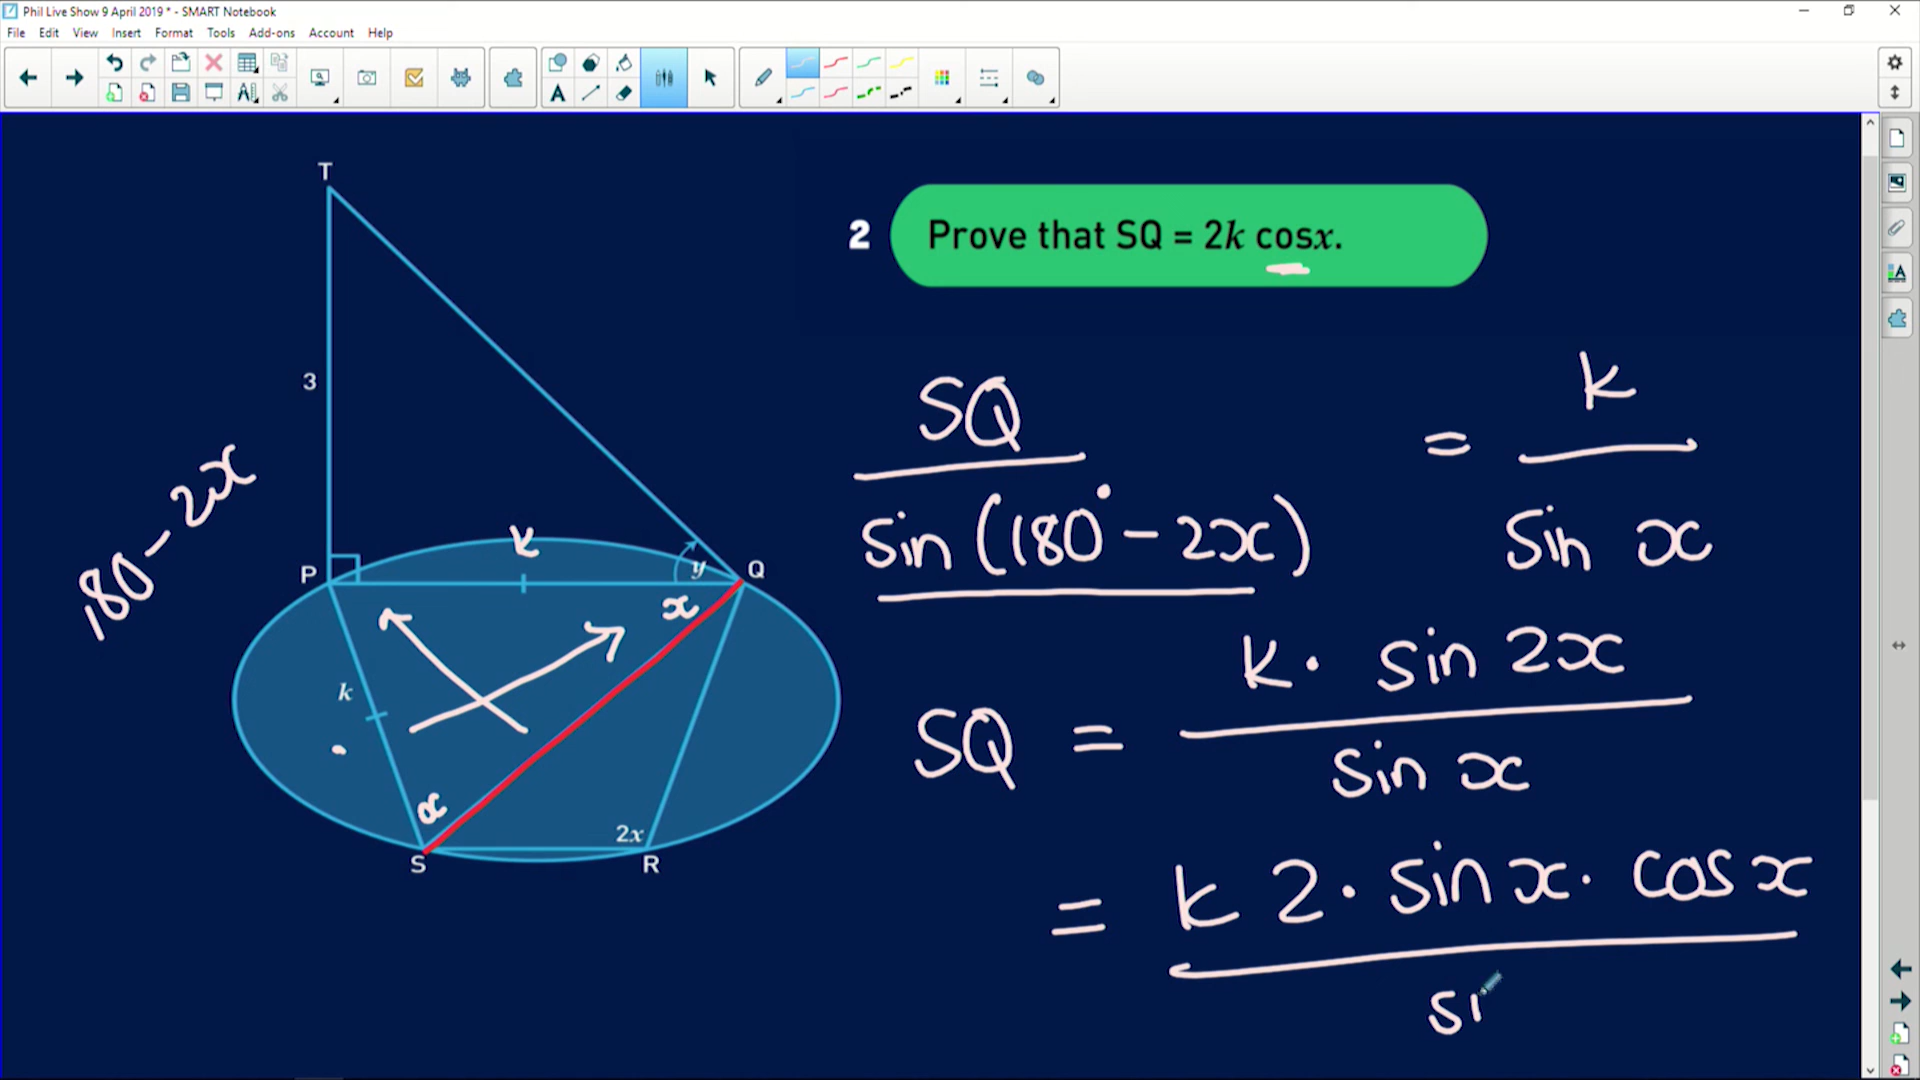 Phil Live Show 9 April 2019 * - SMART Notebook
File Edit View Insert Format Tools Add-ons Account Help
T
2 Prove that SQ = 2k cosx.
3
180 - 2x
P
k
y
Q
x
k
x
2x
S
R
SQ / sin (180° - 2x) = k / sin x
SQ = k · sin 2x / sin x
= k 2 · sin x · cos x
si